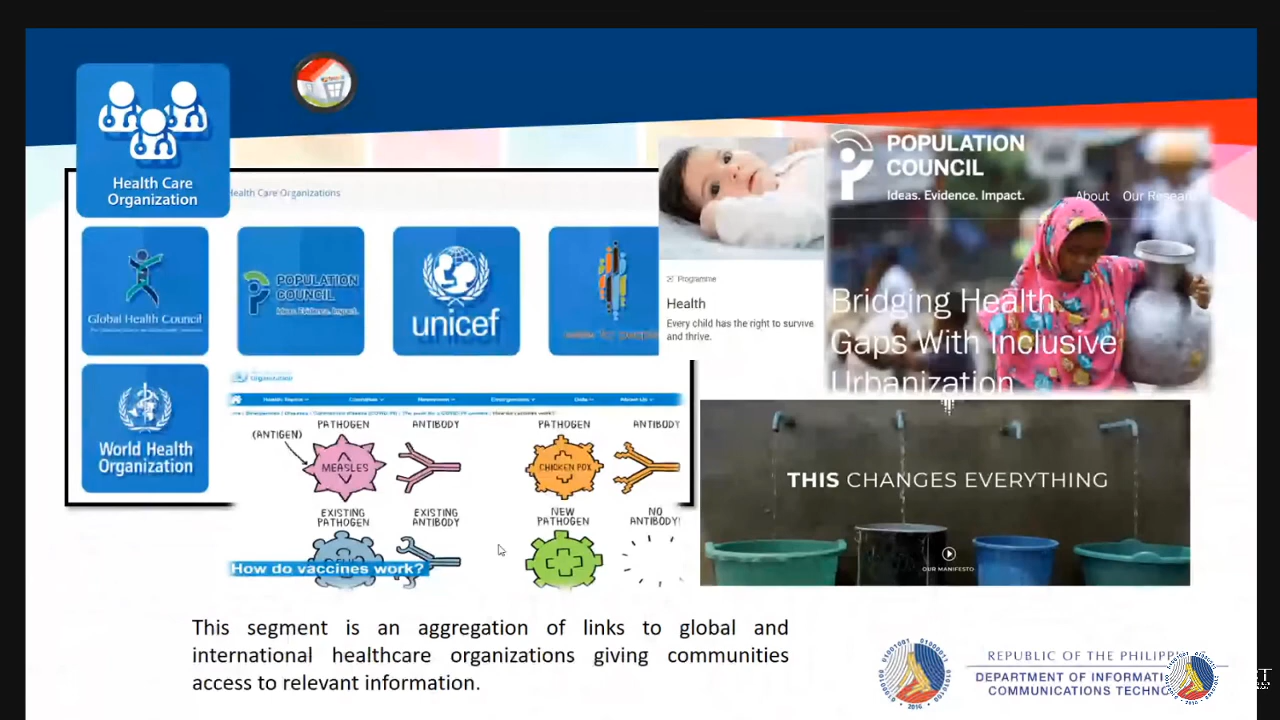 Health Care
Organization
Health Care Organizations
Global Health Council
POPULATION
COUNCIL
Ideas. Evidence. Impact.
unicef
World Health
Organization
Programme
Health
Every child has the right to survive
and thrive.
POPULATION
COUNCIL
Ideas. Evidence. Impact.
About Our Research
Bridging Health
Gaps With Inclusive
Urbanization
Organization
Health Topics Countries Newsroom Emergencies Data About Us
PATHOGEN ANTIBODY PATHOGEN ANTIBODY
(ANTIGEN)
MEASLES CHICKEN POX
EXISTING
PATHOGEN
EXISTING
ANTIBODY
NEW
PATHOGEN
NO
ANTIBODY!
How do vaccines work?
THIS CHANGES EVERYTHING
OUR MANIFESTO
This segment is an aggregation of links to global and
international healthcare organizations giving communities
access to relevant information.
2016
REPUBLIC OF THE PHILIPP
DEPARTMENT OF INFORMATI
COMMUNICATIONS TECHNO